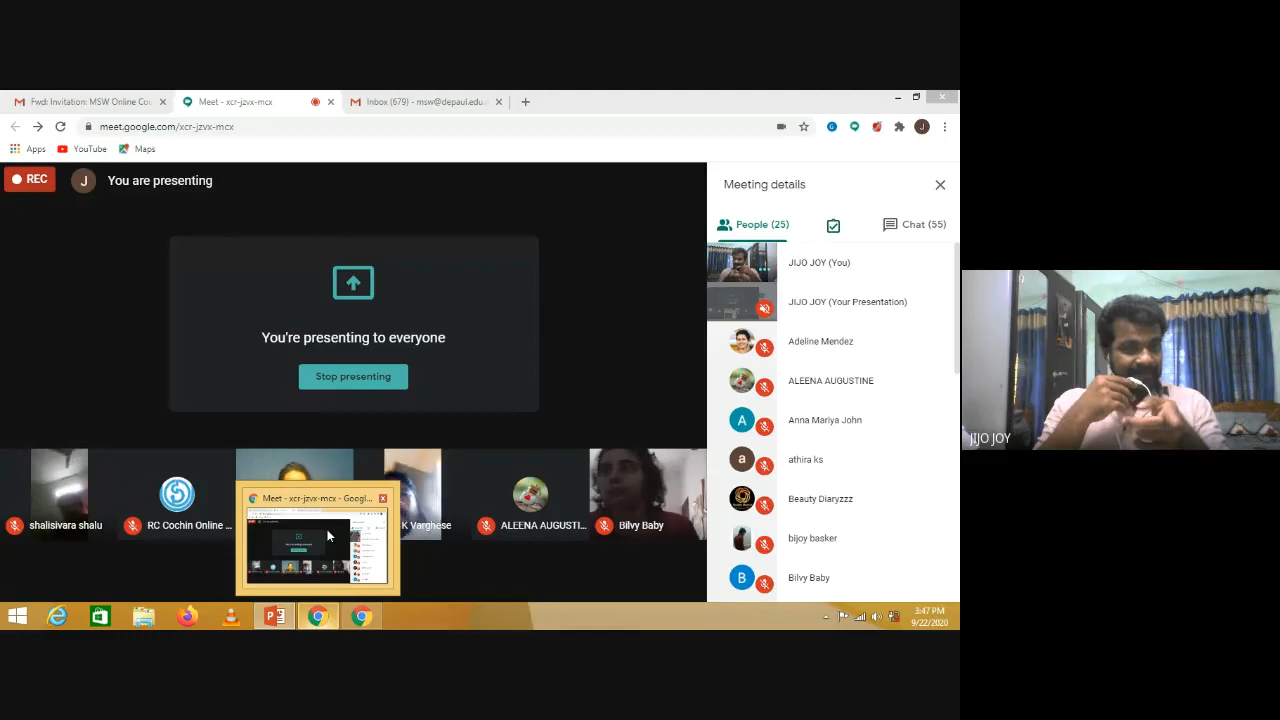 Fwd: Invitation: MSW Online Cou
Meet - xcr-jzvx-mcx
Inbox (679) - msw@depaul.edu.
meet.google.com/xcr-jzvx-mcx
Apps
YouTube
Maps
REC
J
You are presenting
You're presenting to everyone
Stop presenting
Meeting details
People (25)
Chat (55)
JIJO JOY (You)
JIJO JOY (Your Presentation)
Adeline Mendez
ALEENA AUGUSTINE
A
Anna Mariya John
a
athira ks
Beauty Diaryzzz
bijoy basker
B
Bilvy Baby
shalisivara shalu
RC Cochin Online ...
K Varghese
ALEENA AUGUSTI...
Bilvy Baby
Meet - xcr-jzvx-mcx - Googl...
3:47 PM
9/22/2020
JIJO JOY